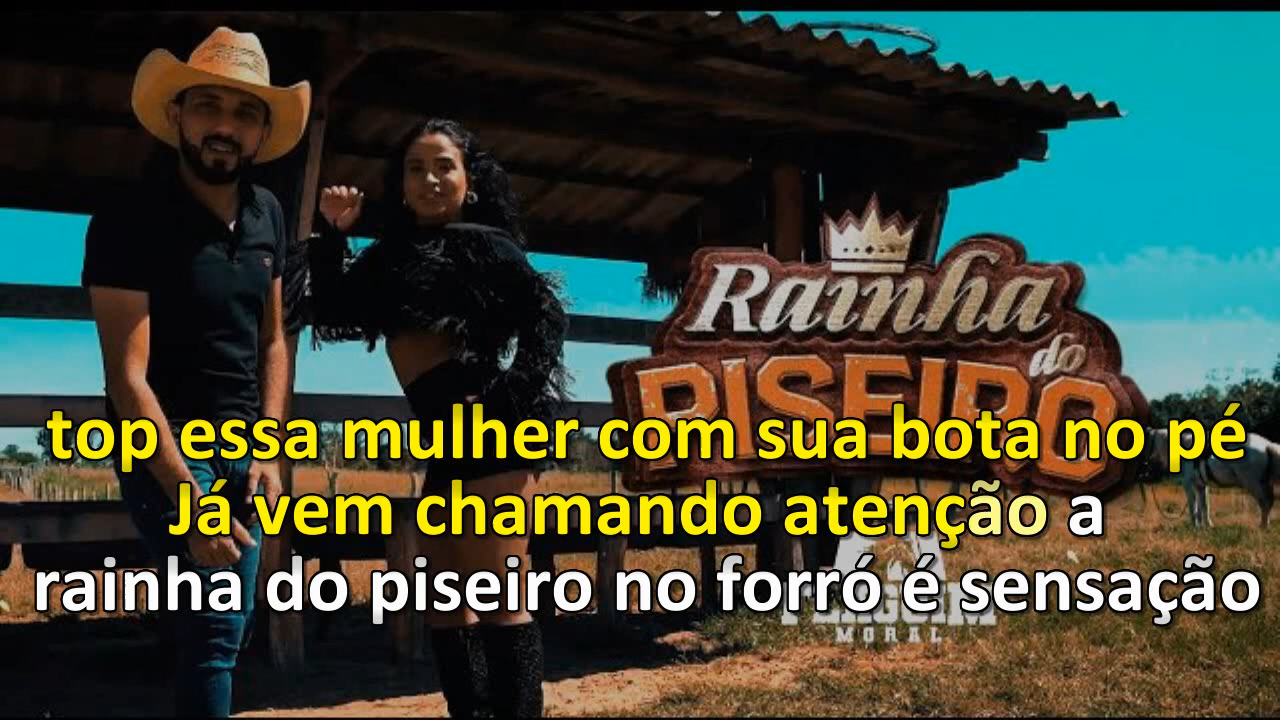 Rainha
do
PISEIRO
top essa mulher com sua bota no pé
Já vem chamando atenção a
rainha do piseiro no forró é sensação
MORAL